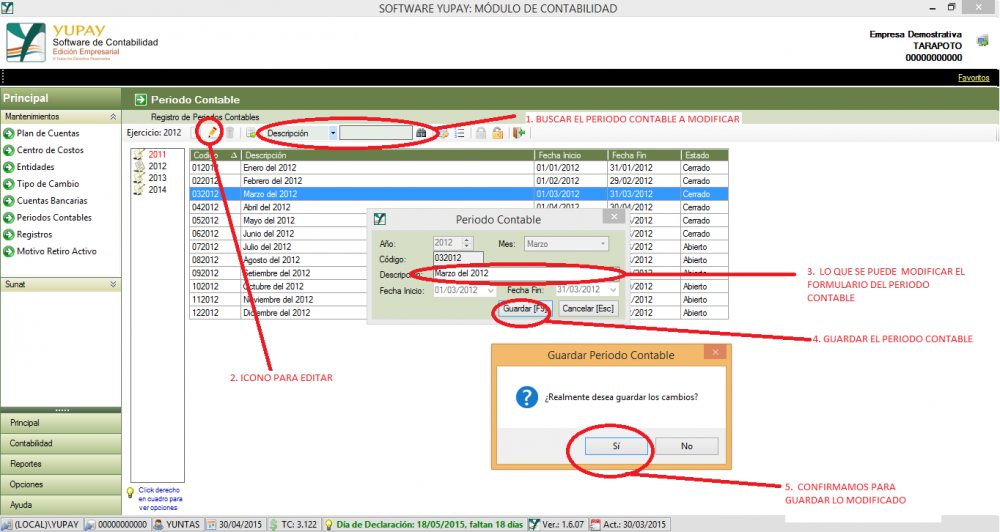 SOFTWARE YUPAY: MÓDULO DE CONTABILIDAD
YUPAY
Software de Contabilidad
Edición Empresarial
© Todos los Derechos Reservados
Empresa Demostrativa
TARAPOTO
00000000000
Favoritos
Principal
Periodo Contable
Mantenimientos
Registro de Periodos Contables
1. BUSCAR EL PERIODO CONTABLE A MODIFICAR
Plan de Cuentas
Centro de Costos
Entidades
Tipo de Cambio
Cuentas Bancarias
Periodos Contables
Registros
Motivo Retiro Activo
Sunat
Ejercicio: 2012
Descripción
2011
2012
2013
2014
Codigo Descripción Fecha Inicio Fecha Fin Estado
012012 Enero del 2012 01/01/2012 31/01/2012 Cerrado
022012 Febrero del 2012 01/02/2012 29/02/2012 Cerrado
032012 Marzo del 2012 01/03/2012 31/03/2012 Cerrado
042012 Abril del 2012 01/04/2012 30/04/2012 Cerrado
052012 Mayo del 2012 /2012 Cerrado
062012 Junio del 2012 /2012 Cerrado
072012 Julio del 2012 /2012 Abierto
082012 Agosto del 2012 /2012 Abierto
092012 Setiembre del 2012 /2012 Abierto
102012 Octubre del 2012 /2012 Abierto
112012 Noviembre del 2012 /2012 Abierto
122012 Diciembre del 2012 /2012 Abierto
Periodo Contable
Año: 2012 Mes: Marzo
Código: 032012
Descripción: Marzo del 2012
Fecha Inicio: 01/03/2012 Fecha Fin: 31/03/2012
Guardar [F9] Cancelar [Esc]
3. LO QUE SE PUEDE MODIFICAR EL
FORMULARIO DEL PERIODO
CONTABLE
4. GUARDAR EL PERIODO CONTABLE
2. ICONO PARA EDITAR
Guardar Periodo Contable
¿Realmente desea guardar los cambios?
Sí No
5. CONFIRMAMOS PARA
GUARDAR LO MODIFICADO
Principal
Contabilidad
Reportes
Opciones
Ayuda
Click derecho
en cuadro para
ver opciones
(LOCAL)\YUPAY 00000000000 YUNTAS 30/04/2015 TC: 3.122 Día de Declaración: 18/05/2015, faltan 18 días Ver.: 1.6.07 Act.: 30/03/2015